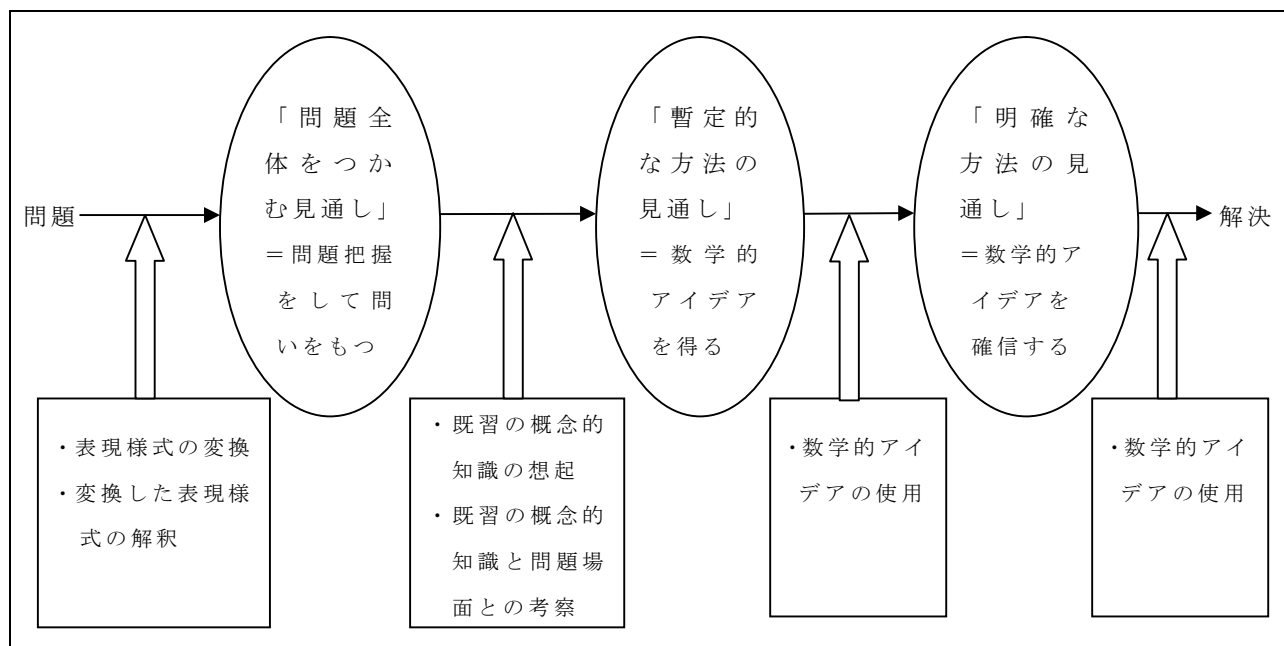 問題
「問題全
体をつか
む見通し」
＝問題把握
をして問
いをもつ
「暫定的
な方法の
見通し」
＝数学的
アイデア
を得る
「明確な
方法の見
通し」
＝数学的ア
イデアを
確信する
解決
・表現様式の変換
・変換した表現様
式の解釈
・既習の概念的
知識の想起
・既習の概念的
知識と問題場
面との考察
・数学的アイ
デアの使用
・数学的アイ
デアの使用